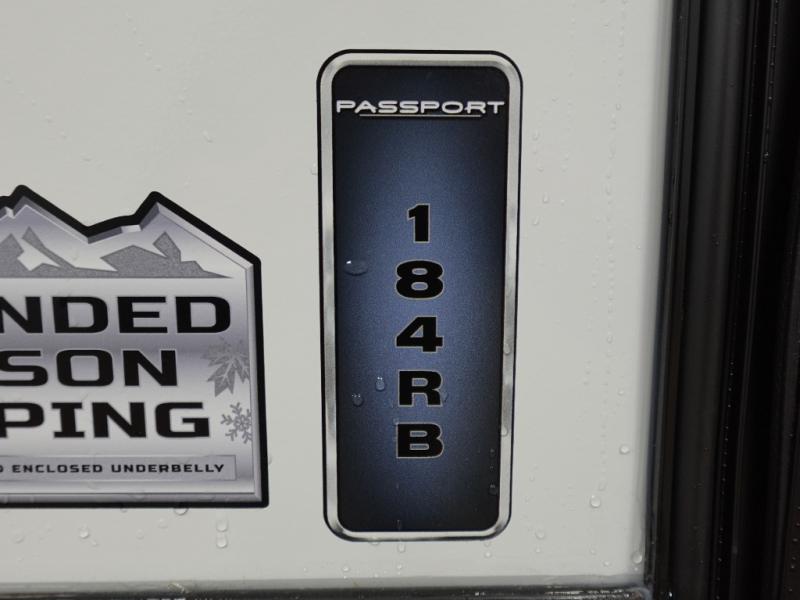 PASSPORT
1
8
4
R
B
NDED
SON
PING
ENCLOSED UNDERBELLY